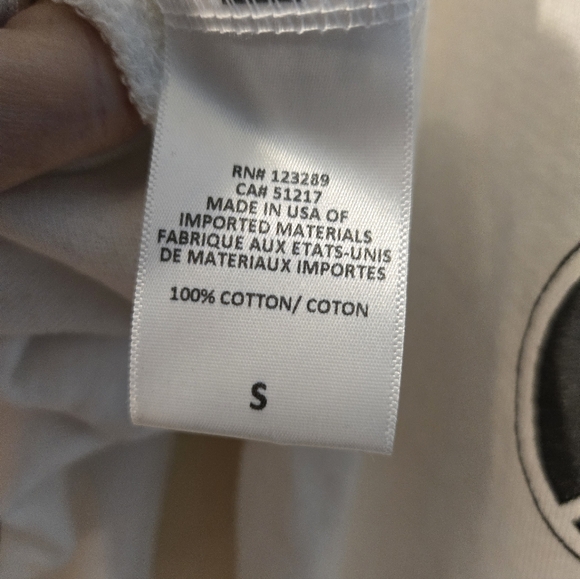 RN# 123289
CA# 51217
MADE IN USA OF
IMPORTED MATERIALS
FABRIQUE AUX ETATS-UNIS
DE MATERIAUX IMPORTES
100% COTTON/ COTON
S